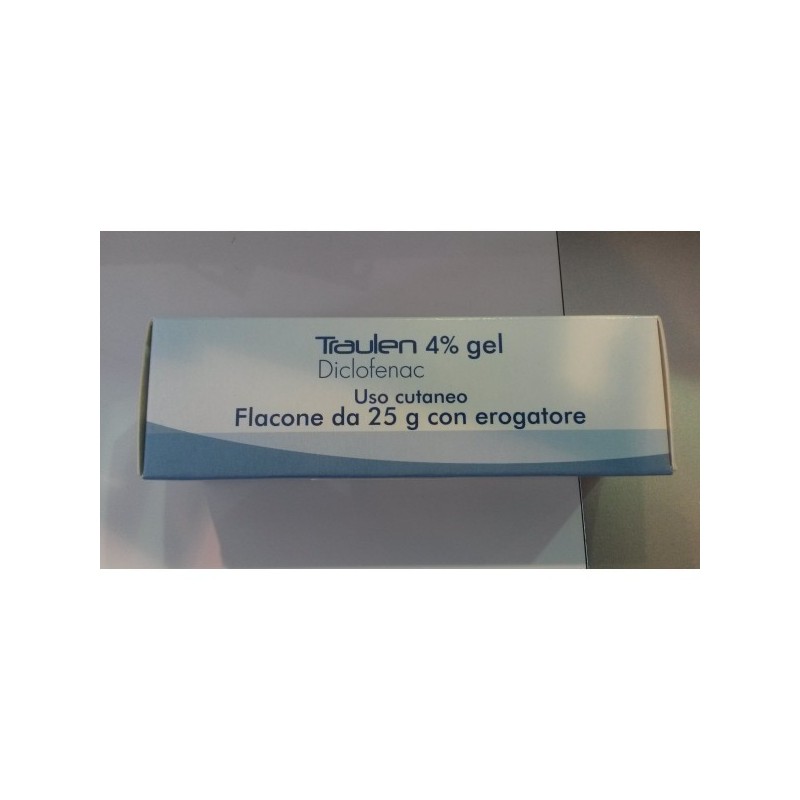 Traulen 4% gel
Diclofenac
Uso cutaneo
Flacone da 25 g con erogatore